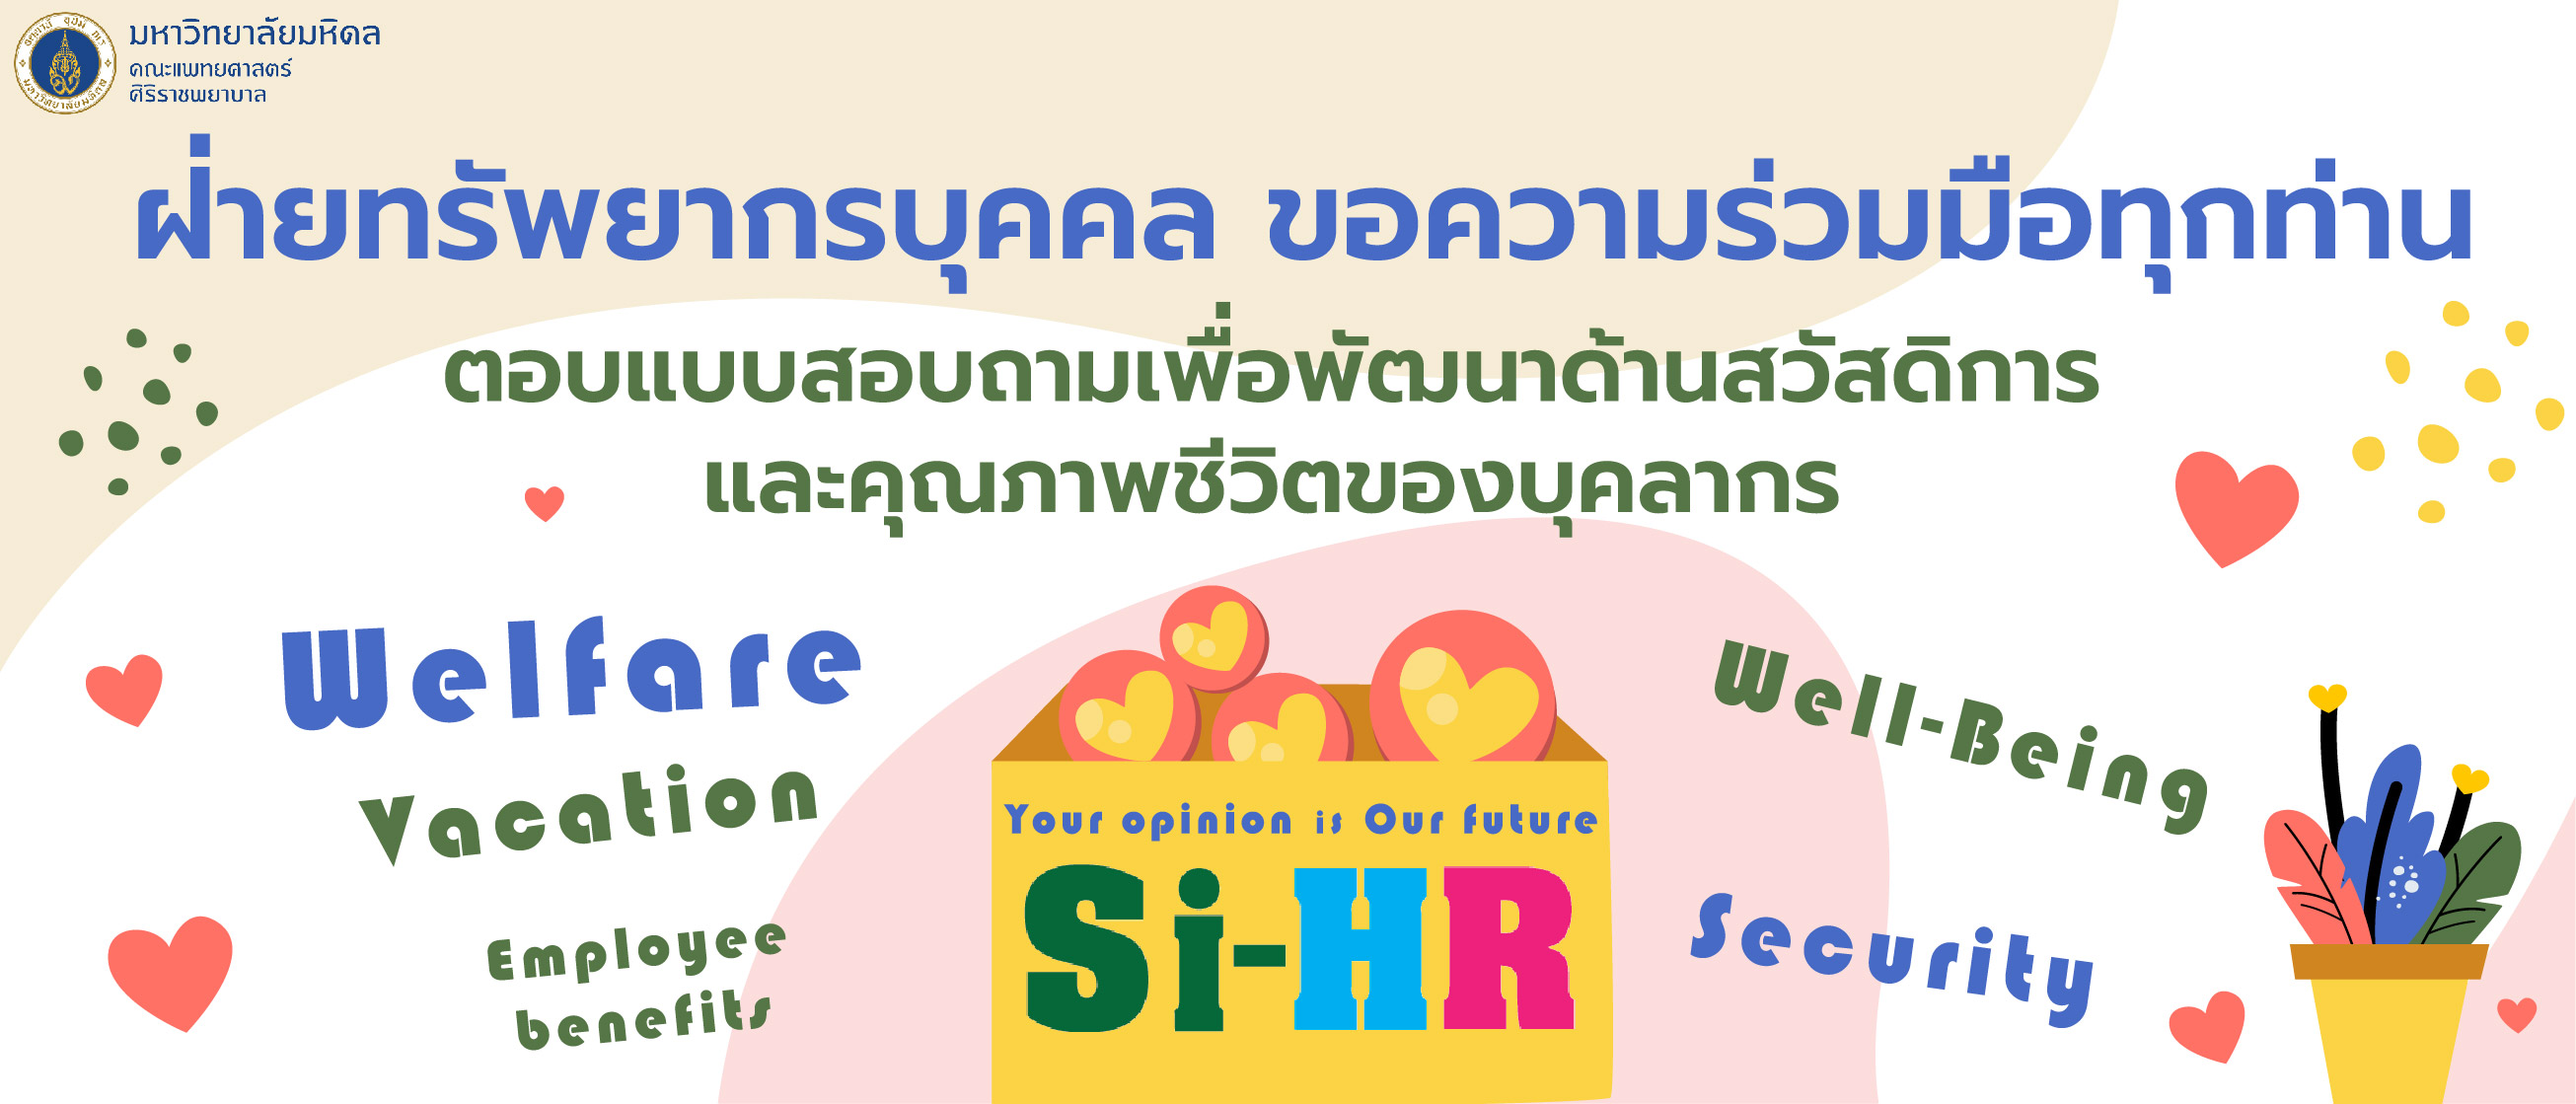 มหาวิทยาลัยมหิดล
คณะแพทยศาสตร์
ศิริราชพยาบาล
ฝ่ายทรัพยากรบุคคล ขอความร่วมมือทุกท่าน
ตอบแบบสอบถามเพื่อพัฒนาด้านสวัสดิการ
และคุณภาพชีวิตของบุคลากร
Welfare
Vacation
Employee
benefits
Your opinion is Our future
Si-HR
Well-Being
Security